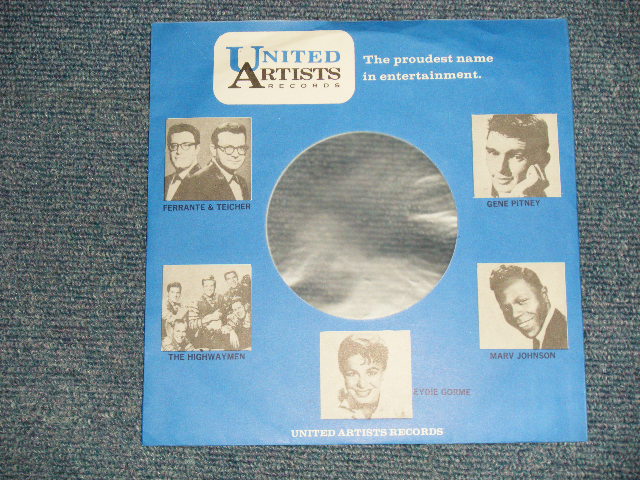 UNITED
ARTISTS
RECORDS
The proudest name
in entertainment.
FERRANTE & TEICHER
GENE PITNEY
THE HIGHWAYMEN
MARV JOHNSON
EYDIE GORME
UNITED ARTISTS RECORDS